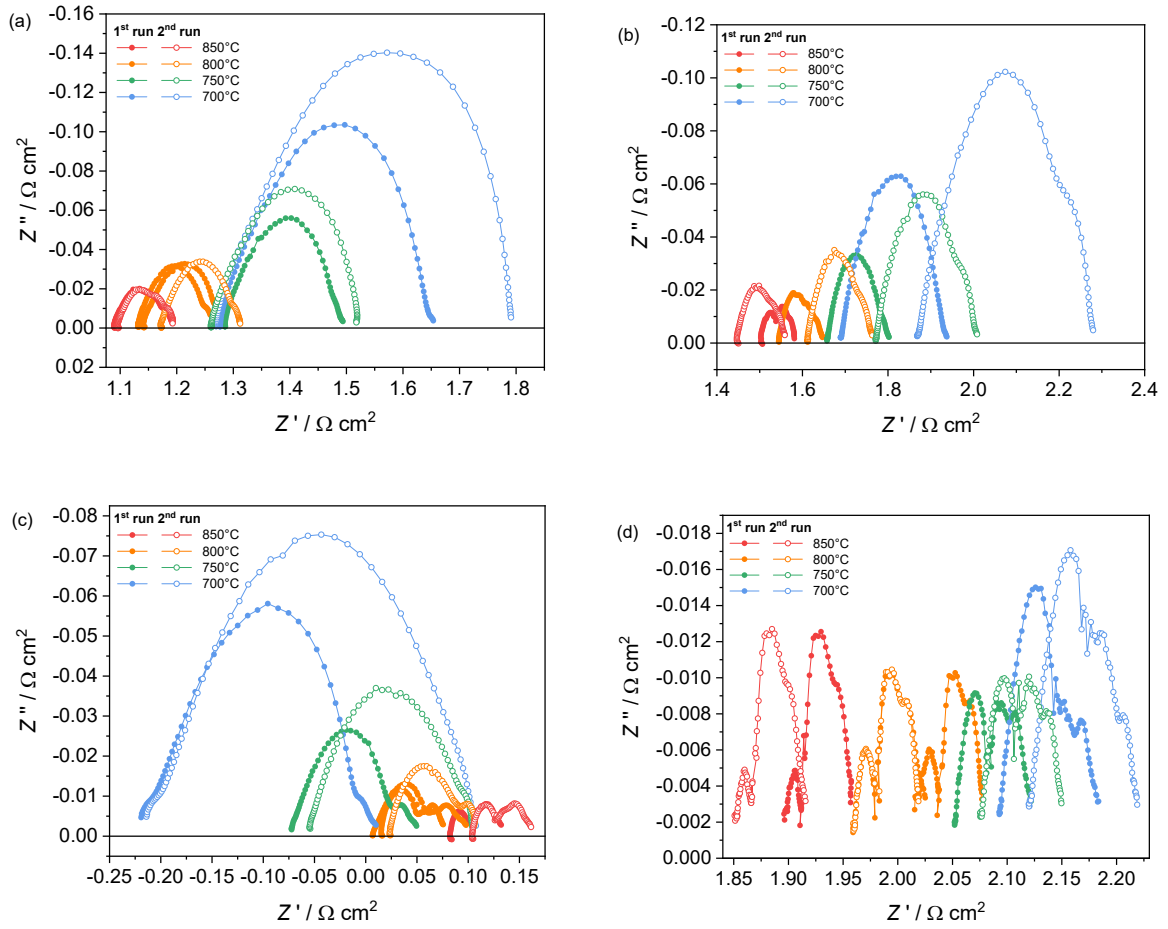 (a)
1st run 2nd run
850°C
800°C
750°C
700°C
-0.16
-0.14
-0.12
-0.10
-0.08
-0.06
-0.04
-0.02
0.00
0.02
Z'' / Ω cm²
1.1 1.2 1.3 1.4 1.5 1.6 1.7 1.8
Z' / Ω cm²
(b)
1st run 2nd run
850°C
800°C
750°C
700°C
-0.12
-0.10
-0.08
-0.06
-0.04
-0.02
0.00
Z'' / Ω cm²
1.4 1.6 1.8 2.0 2.2 2.4
Z' / Ω cm²
(c)
1st run 2nd run
850°C
800°C
750°C
700°C
-0.08
-0.07
-0.06
-0.05
-0.04
-0.03
-0.02
-0.01
0.00
Z'' / Ω cm²
-0.25 -0.20 -0.15 -0.10 -0.05 0.00 0.05 0.10 0.15
Z' / Ω cm²
(d)
1st run 2nd run
850°C
800°C
750°C
700°C
-0.018
-0.016
-0.014
-0.012
-0.010
-0.008
-0.006
-0.004
-0.002
0.000
Z'' / Ω cm²
1.85 1.90 1.95 2.00 2.05 2.10 2.15 2.20
Z' / Ω cm²